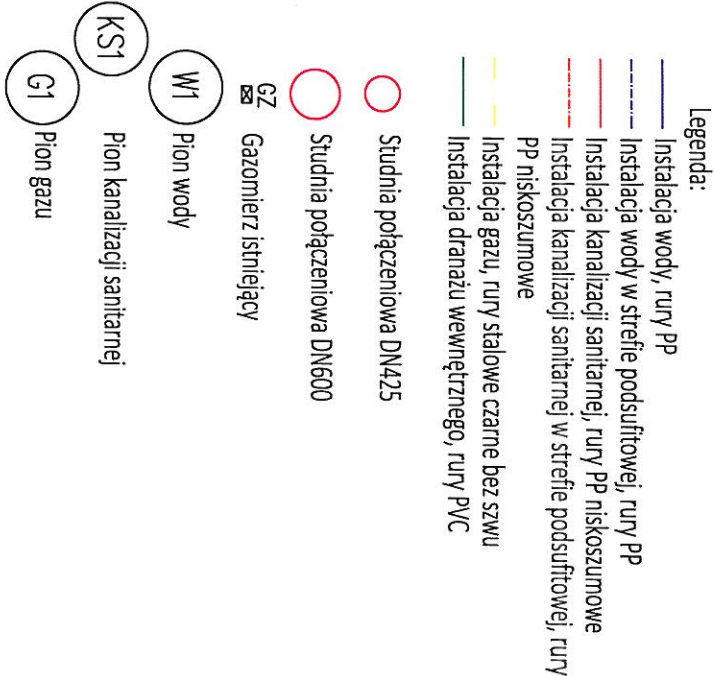 Legenda:
Instalacja wody, rury PP
Instalacja wody w strefie podsufitowej, rury PP
Instalacja kanalizacji sanitarnej, rury PP niskoszumowe
Instalacja kanalizacji sanitarnej w strefie podsufitowej, rury
PP niskoszumowe
Instalacja gazu, rury stalowe czarne bez szwu
Instalacja dranażu wewnętrznego, rury PVC
Studnia połączeniowa DN425
Studnia połączeniowa DN600
GZ Gazomierz istniejący
W1 Pion wody
KS1 Pion kanalizacji sanitarnej
G1 Pion gazu